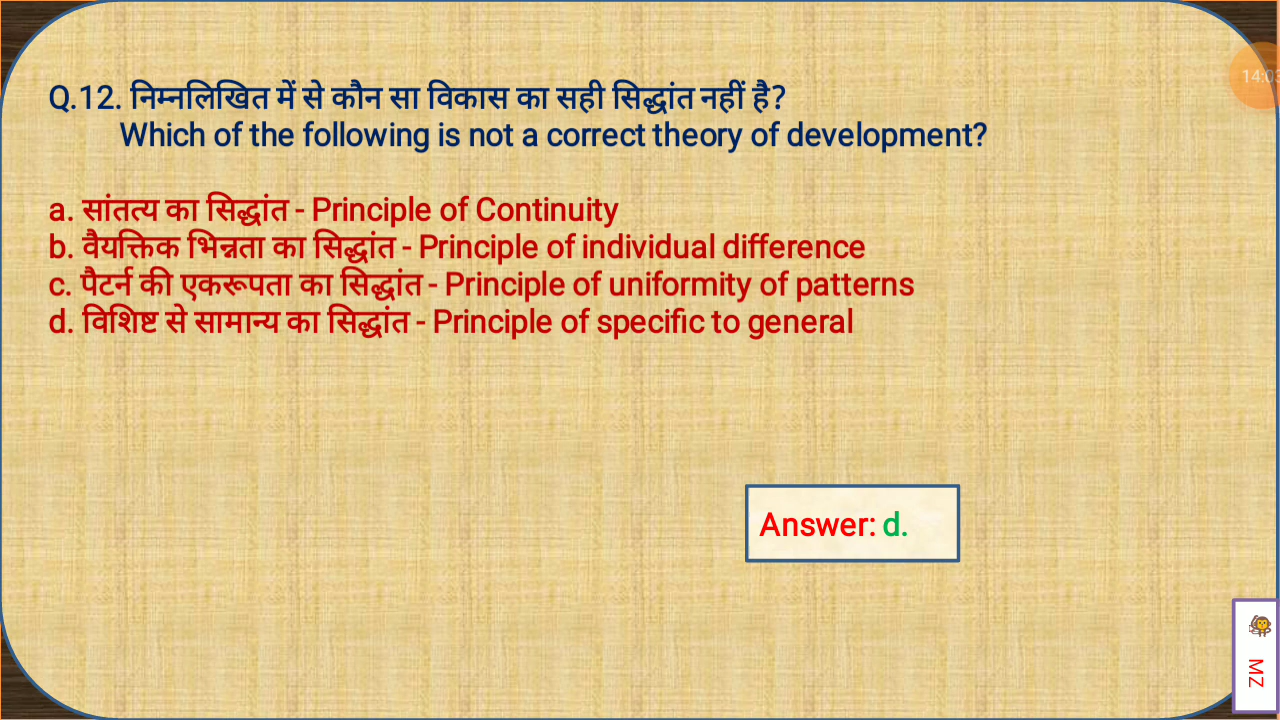 Q.12. निम्नलिखित में से कौन सा विकास का सही सिद्धांत नहीं है?
Which of the following is not a correct theory of development?
a. सांतत्य का सिद्धांत - Principle of Continuity
b. वैयक्तिक भिन्नता का सिद्धांत - Principle of individual difference
c. पैटर्न की एकरूपता का सिद्धांत - Principle of uniformity of patterns
d. विशिष्ट से सामान्य का सिद्धांत - Principle of specific to general
Answer: d.
MZ